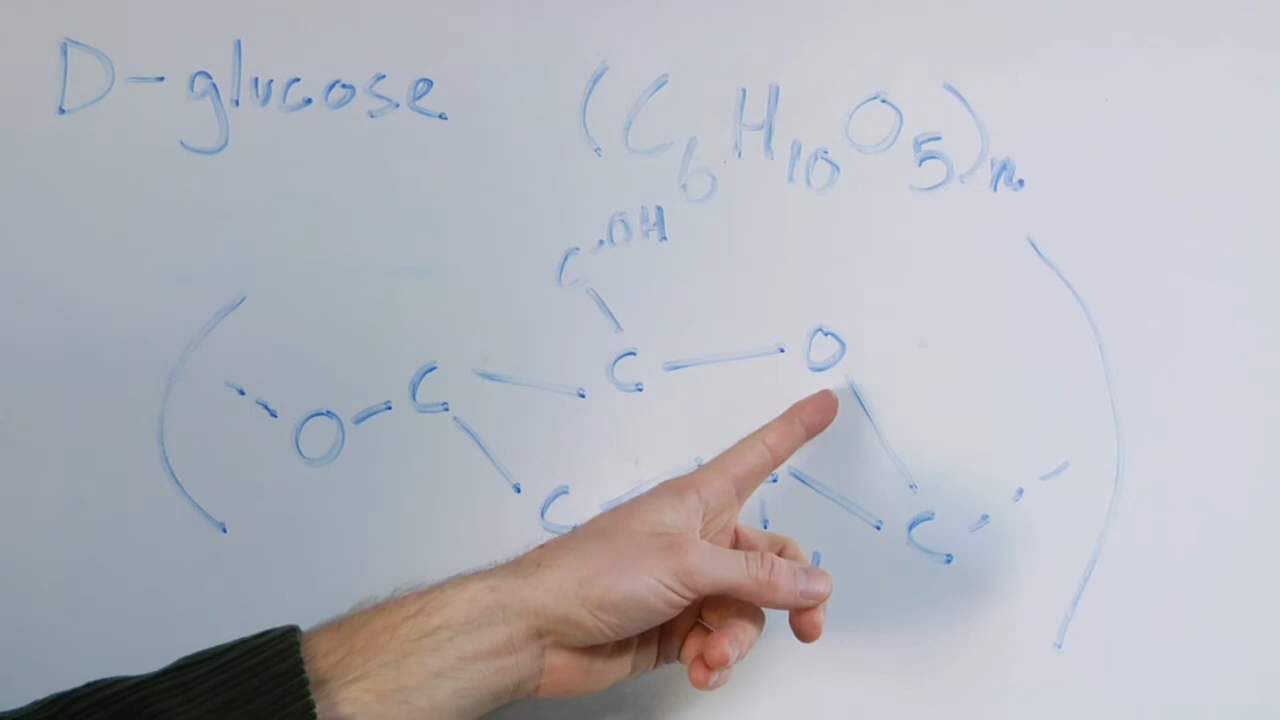 D-glucose
(C6H10O5)n
C OH
O C C O
C C